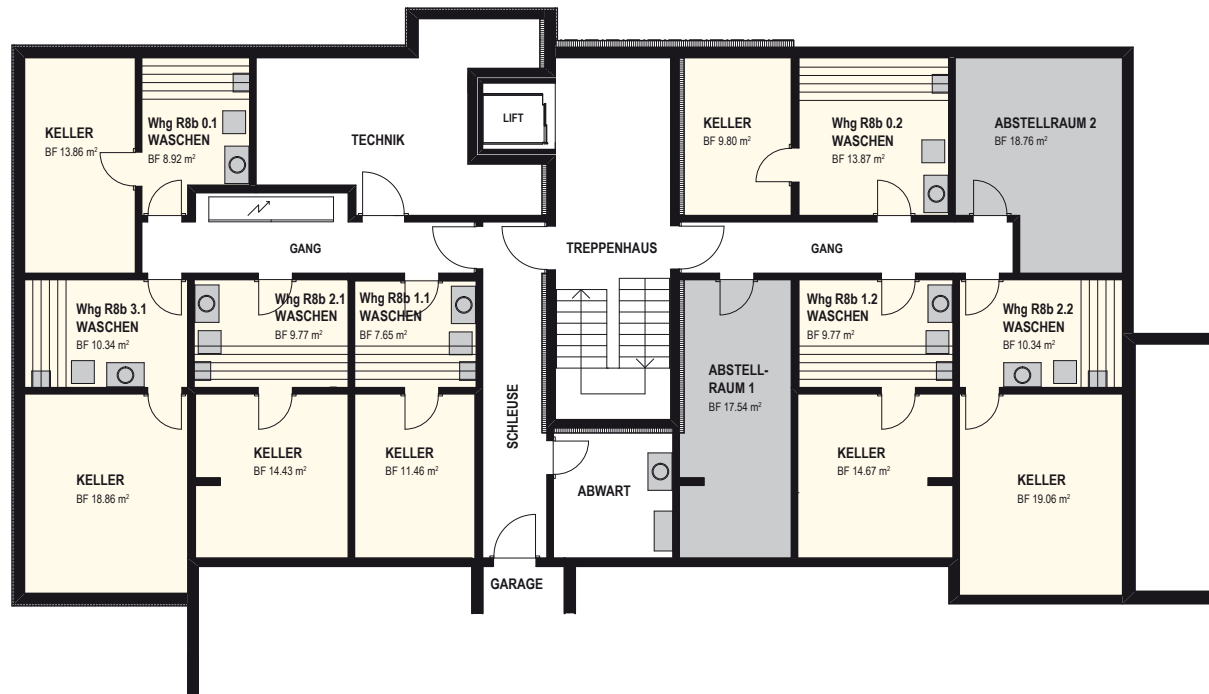 KELLER
BF 13.86 m²
Whg R8b 0.1
WASCHEN
BF 8.92 m²
TECHNIK
LIFT
KELLER
BF 9.80 m²
Whg R8b 0.2
WASCHEN
BF 13.87 m²
ABSTELLRAUM 2
BF 18.76 m²
GANG
TREPPENHAUS
GANG
Whg R8b 3.1
WASCHEN
BF 10.34 m²
Whg R8b 2.1
WASCHEN
BF 9.77 m²
Whg R8b 1.1
WASCHEN
BF 7.65 m²
Whg R8b 1.2
WASCHEN
BF 9.77 m²
Whg R8b 2.2
WASCHEN
BF 10.34 m²
SCHLEUSE
ABSTELL-
RAUM 1
BF 17.54 m²
KELLER
BF 18.86 m²
KELLER
BF 14.43 m²
KELLER
BF 11.46 m²
ABWART
KELLER
BF 14.67 m²
KELLER
BF 19.06 m²
GARAGE